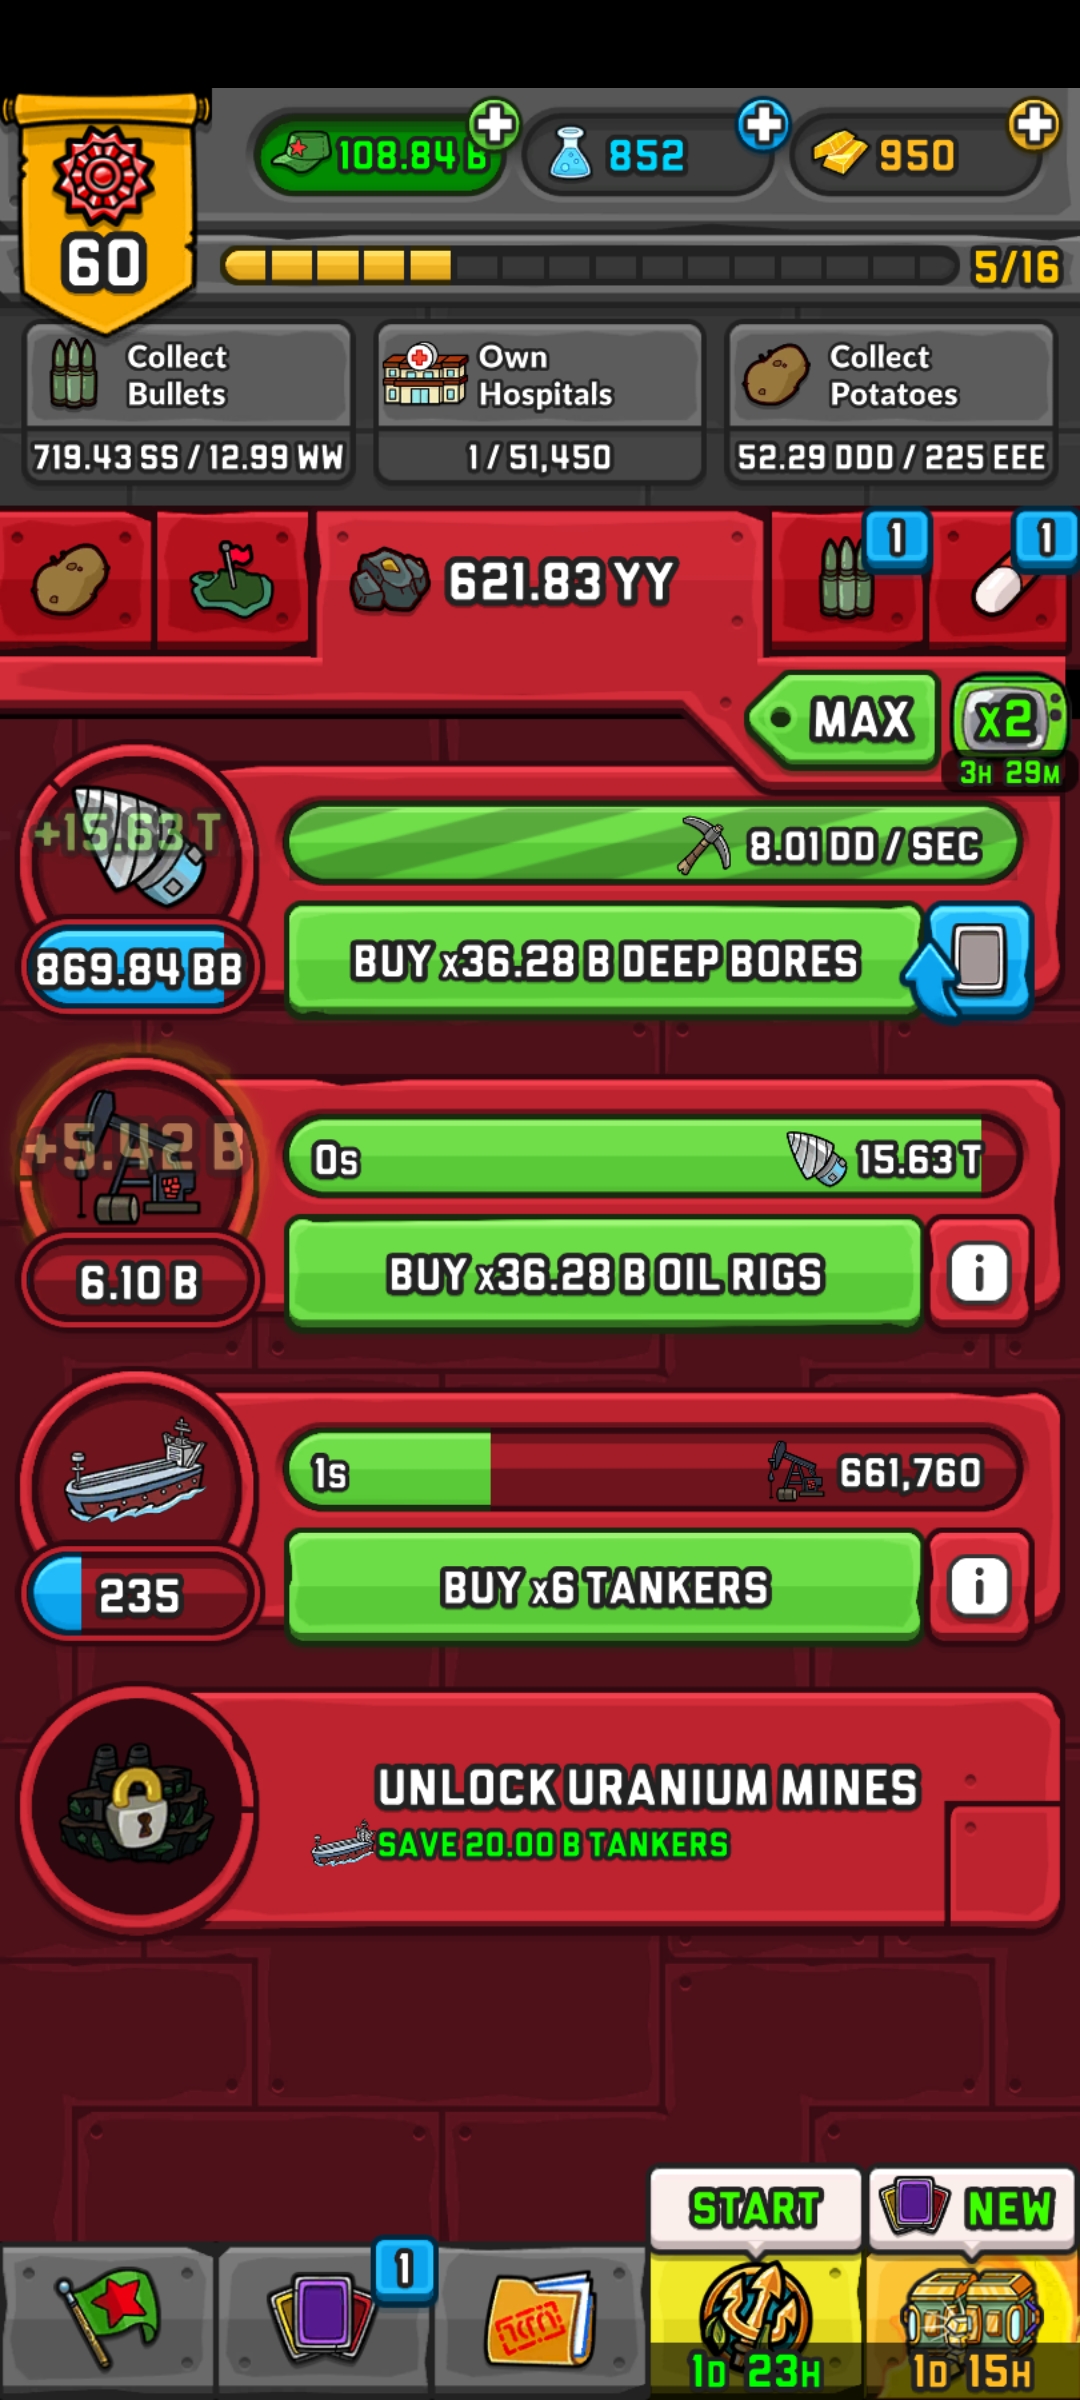 108.84 B
852
950
60
5/16
Collect
Bullets
719.43 SS / 12.99 WW
Own
Hospitals
1 / 51,450
Collect
Potatoes
52.29 DDD / 225 EEE
621.83 YY
1
1
MAX
x2
3H 29M
+15.63 T
8.01 DD / SEC
869.84 BB
BUY x36.28 B DEEP BORES
+5.42 B
0s
15.63 T
6.10 B
BUY x36.28 B OIL RIGS
i
1s
661,760
235
BUY x6 TANKERS
i
UNLOCK URANIUM MINES
SAVE 20.00 B TANKERS
START
NEW
1
1D 23H
1D 15H